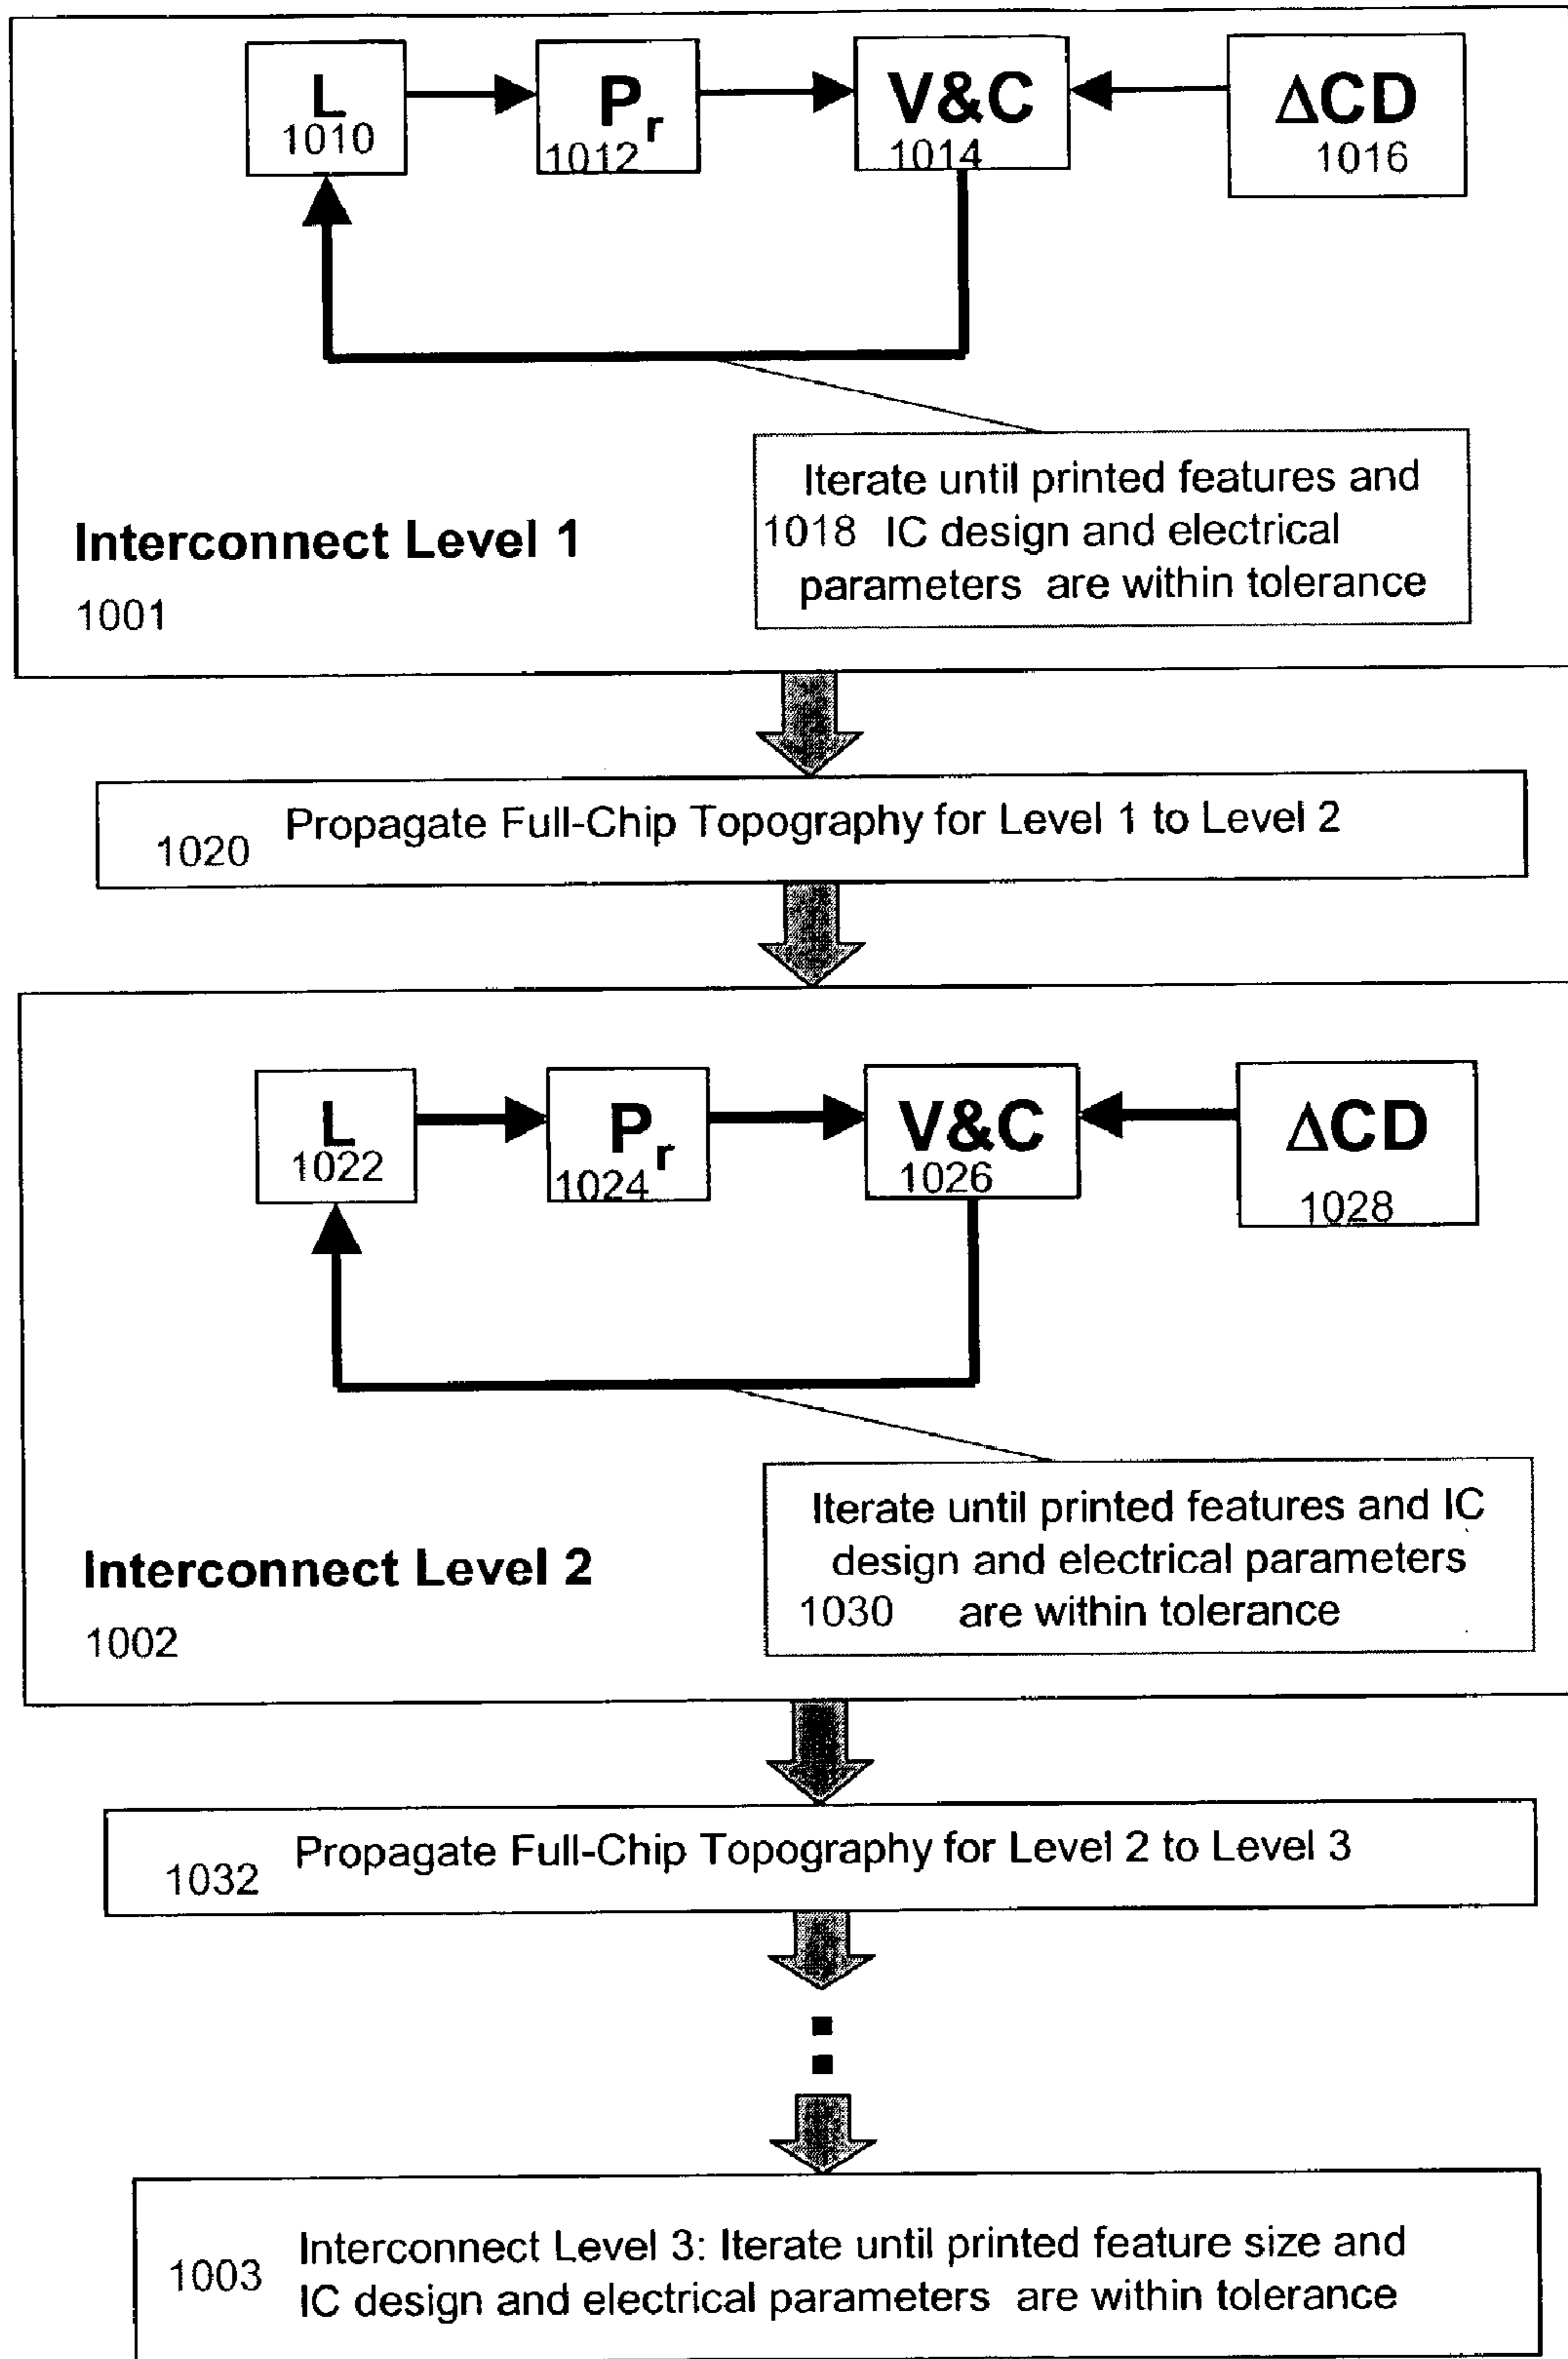 L
1010
Pr
1012
V&C
1014
ΔCD
1016
Iterate until printed features and
1018 IC design and electrical
parameters are within tolerance
Interconnect Level 1
1001
Propagate Full-Chip Topography for Level 1 to Level 2
1020
L
1022
Pr
1024
V&C
1026
ΔCD
1028
Iterate until printed features and IC
design and electrical parameters
1030 are within tolerance
Interconnect Level 2
1002
Propagate Full-Chip Topography for Level 2 to Level 3
1032
1003
Interconnect Level 3: Iterate until printed feature size and
IC design and electrical parameters are within tolerance